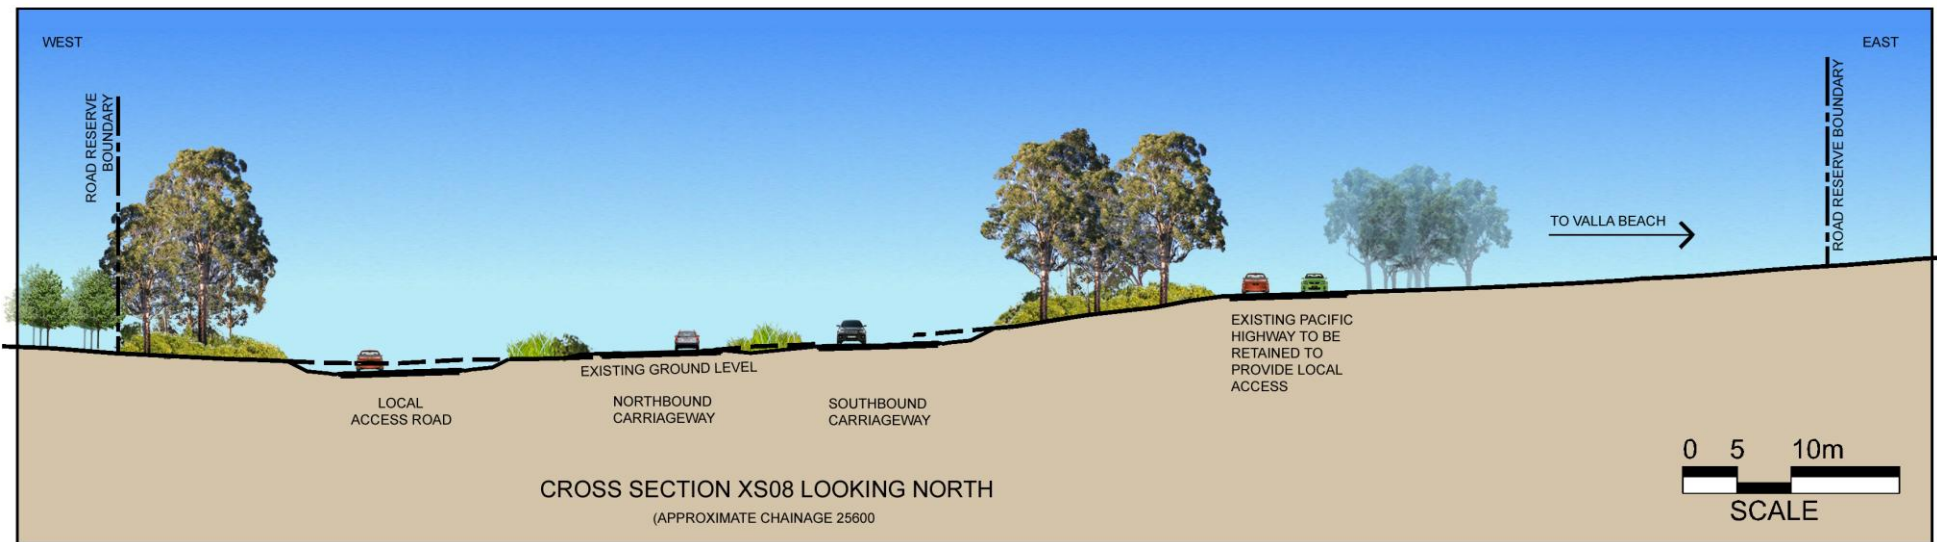 WEST
EAST
ROAD RESERVE
BOUNDARY
ROAD RESERVE BOUNDARY
TO VALLA BEACH
EXISTING PACIFIC
HIGHWAY TO BE
RETAINED TO
PROVIDE LOCAL
ACCESS
EXISTING GROUND LEVEL
LOCAL
ACCESS ROAD
NORTHBOUND
CARRIAGEWAY
SOUTHBOUND
CARRIAGEWAY
0 5 10m
SCALE
CROSS SECTION XS08 LOOKING NORTH
(APPROXIMATE CHAINAGE 25600